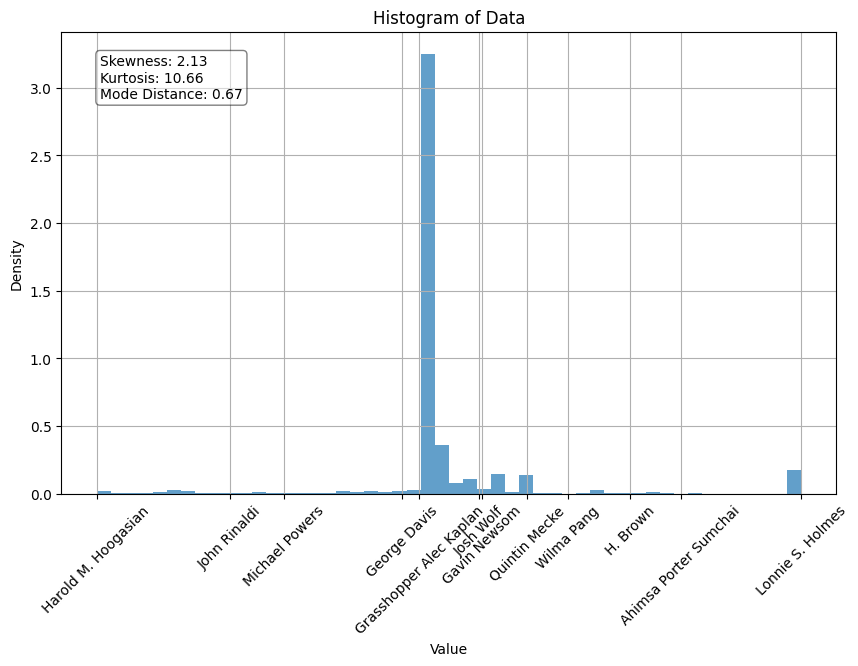 Histogram of Data
Skewness: 2.13
Kurtosis: 10.66
Mode Distance: 0.67
Density
3.0
2.5
2.0
1.5
1.0
0.5
0.0
Harold M. Hoogasian
John Rinaldi
Michael Powers
George Davis
Grasshopper Alec Kaplan
Josh Wolf
Gavin Newsom
Quintin Mecke
Wilma Pang
H. Brown
Ahimsa Porter Sumchai
Lonnie S. Holmes
Value